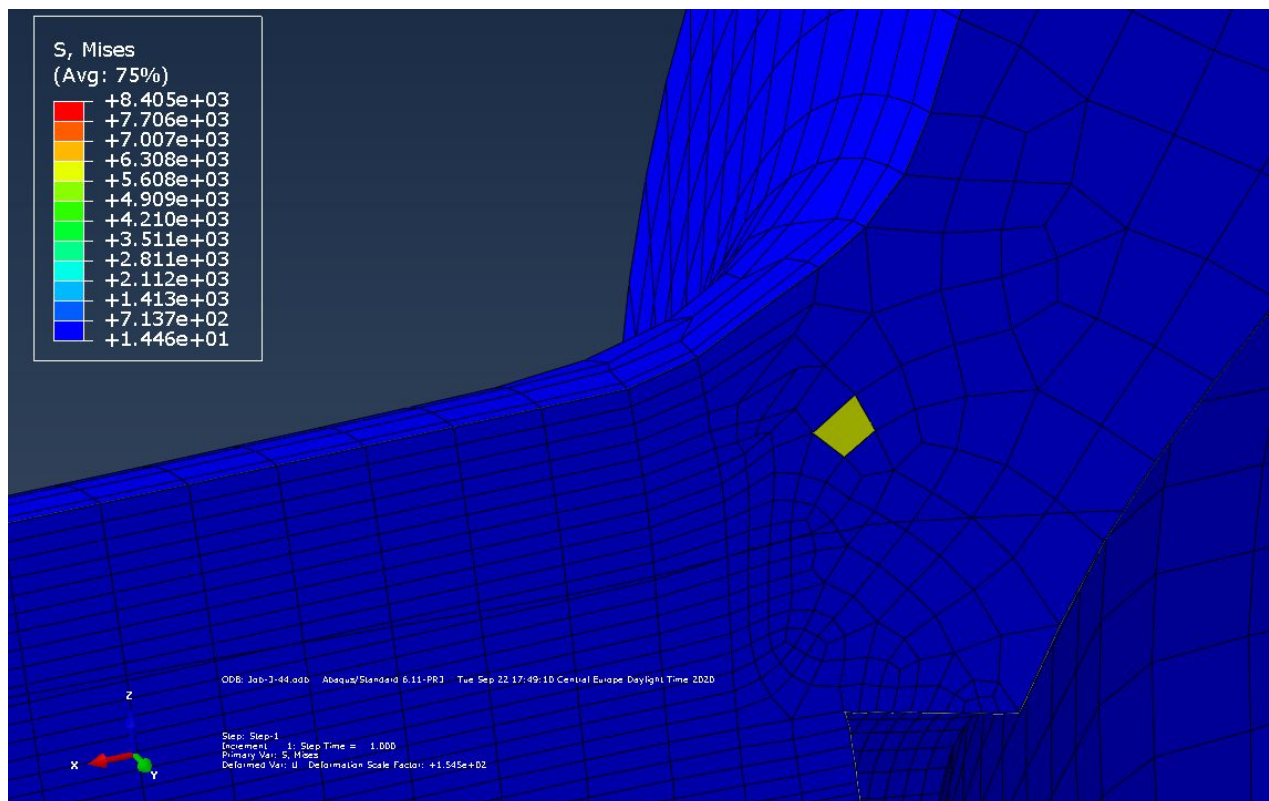 S, Mises
(Avg: 75%)
+8.405e+03
+7.706e+03
+7.007e+03
+6.308e+03
+5.608e+03
+4.909e+03
+4.210e+03
+3.511e+03
+2.811e+03
+2.112e+03
+1.413e+03
+7.137e+02
+1.446e+01
ODB: Job-3-44.odb Abaqus/Standard 6.11-PR3 Tue Sep 22 17:49:10 Central Europe Daylight Time 2020
Z
X
Y
Step: Step-1
Increment 1: Step Time = 1.000
Primary Var: S, Mises
Deformed Var: U Deformation Scale Factor: +1.545e+02